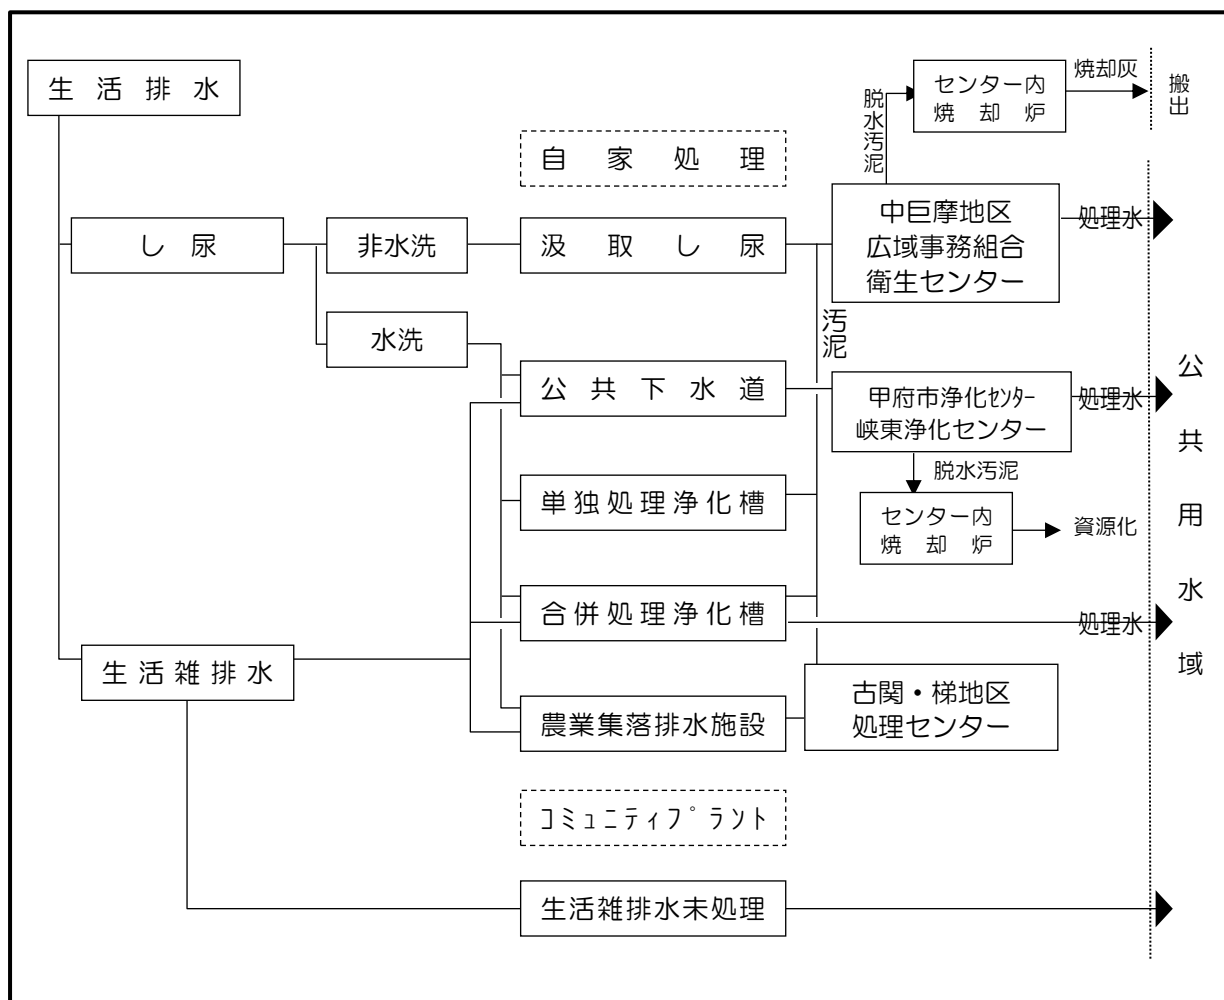 生活排水
し尿
非水洗
水洗
生活雑排水
自家処理
汲取し尿
公共下水道
単独処理浄化槽
合併処理浄化槽
農業集落排水施設
コミュニティプラント
生活雑排水未処理
汚泥
脱水汚泥
センター内
焼却炉
焼却灰
搬出
中巨摩地区
広域事務組合
衛生センター
処理水
甲府市浄化ｾﾝﾀｰ
峡東浄化センター
処理水
脱水汚泥
センター内
焼却炉
資源化
処理水
古関・梯地区
処理センター
公共用水域